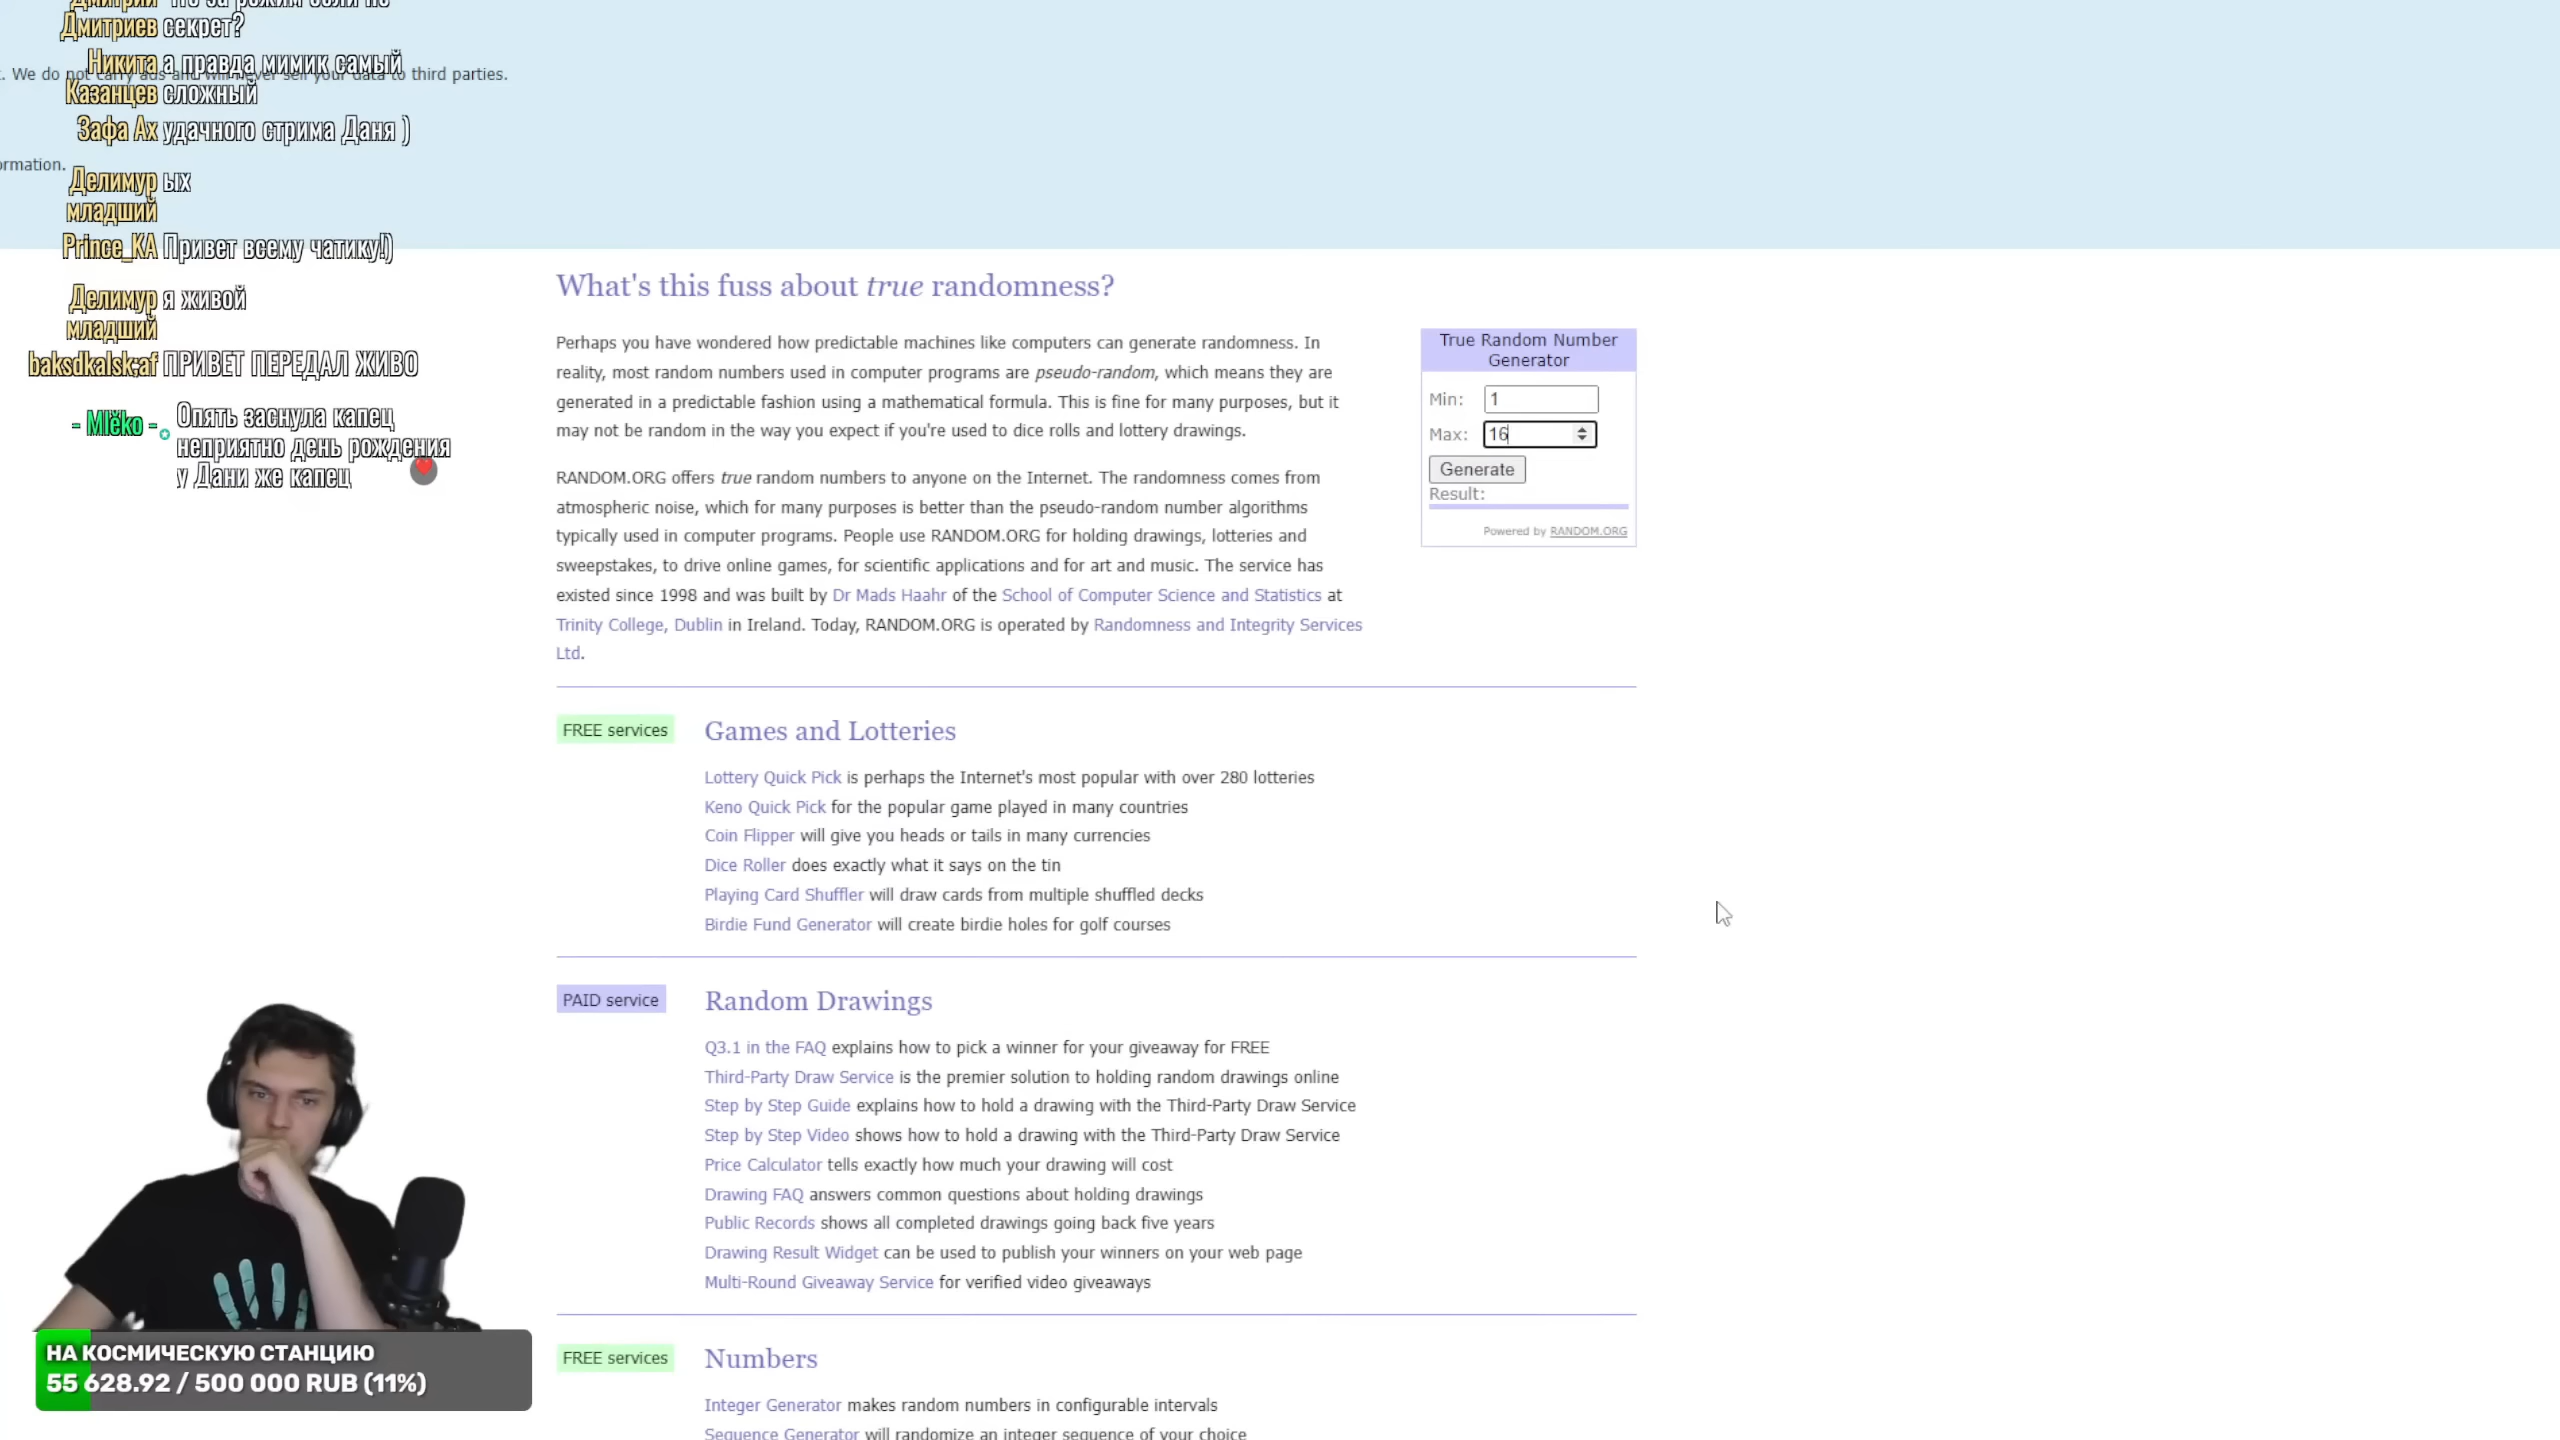 Дмитриев секрет?
. We do not carry ads and will never sell your data to third parties.
Никита а правда мимик самый
Казанцев сложный
Зафа Ах удачного стрима Даня )
ormation.
Делимур ых
младший
Prince_KA Привет всему чатику!)
Делимур я живой
младший
baksdkalsk;af ПРИВЕТ ПЕРЕДАЛ ЖИВО
- Mlěko - Опять заснула капец
неприятно день рождения
у Дани же капец
What's this fuss about true randomness?
Perhaps you have wondered how predictable machines like computers can generate randomness. In
reality, most random numbers used in computer programs are pseudo-random, which means they are
generated in a predictable fashion using a mathematical formula. This is fine for many purposes, but it
may not be random in the way you expect if you're used to dice rolls and lottery drawings.
RANDOM.ORG offers true random numbers to anyone on the Internet. The randomness comes from
atmospheric noise, which for many purposes is better than the pseudo-random number algorithms
typically used in computer programs. People use RANDOM.ORG for holding drawings, lotteries and
sweepstakes, to drive online games, for scientific applications and for art and music. The service has
existed since 1998 and was built by Dr Mads Haahr of the School of Computer Science and Statistics at
Trinity College, Dublin in Ireland. Today, RANDOM.ORG is operated by Randomness and Integrity Services
Ltd.
True Random Number
Generator
Min: 1
Max: 16
Generate
Result:
Powered by RANDOM.ORG
FREE services
Games and Lotteries
Lottery Quick Pick is perhaps the Internet's most popular with over 280 lotteries
Keno Quick Pick for the popular game played in many countries
Coin Flipper will give you heads or tails in many currencies
Dice Roller does exactly what it says on the tin
Playing Card Shuffler will draw cards from multiple shuffled decks
Birdie Fund Generator will create birdie holes for golf courses
PAID service
Random Drawings
Q3.1 in the FAQ explains how to pick a winner for your giveaway for FREE
Third-Party Draw Service is the premier solution to holding random drawings online
Step by Step Guide explains how to hold a drawing with the Third-Party Draw Service
Step by Step Video shows how to hold a drawing with the Third-Party Draw Service
Price Calculator tells exactly how much your drawing will cost
Drawing FAQ answers common questions about holding drawings
Public Records shows all completed drawings going back five years
Drawing Result Widget can be used to publish your winners on your web page
Multi-Round Giveaway Service for verified video giveaways
FREE services
Numbers
Integer Generator makes random numbers in configurable intervals
Sequence Generator will randomize an integer sequence of your choice
НА КОСМИЧЕСКУЮ СТАНЦИЮ
55 628.92 / 500 000 RUB (11%)